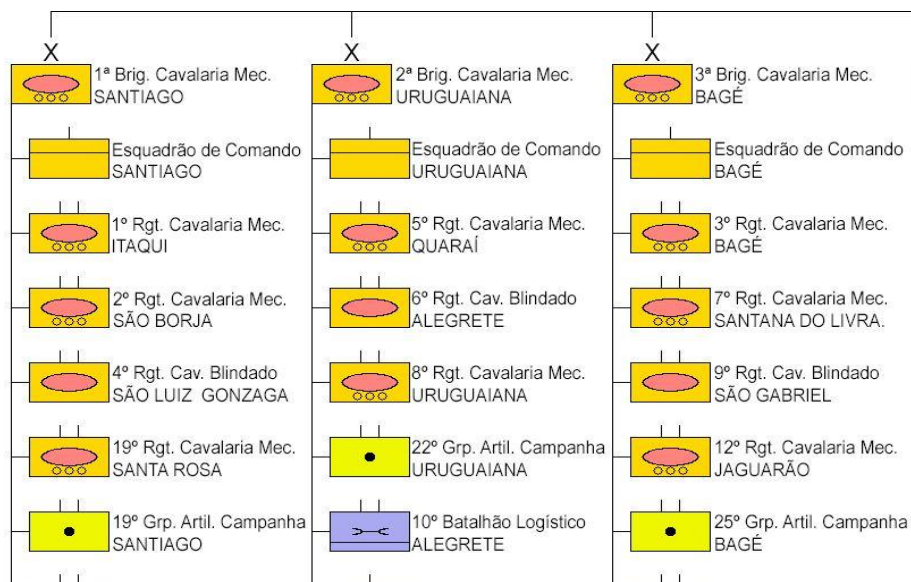 X
1ª Brig. Cavalaria Mec.
SANTIAGO
Esquadrão de Comando
SANTIAGO
1º Rgt. Cavalaria Mec.
ITAQUI
2º Rgt. Cavalaria Mec.
SÃO BORJA
4º Rgt. Cav. Blindado
SÃO LUIZ GONZAGA
19º Rgt. Cavalaria Mec.
SANTA ROSA
19º Grp. Artil. Campanha
SANTIAGO
X
2ª Brig. Cavalaria Mec.
URUGUAIANA
Esquadrão de Comando
URUGUAIANA
5º Rgt. Cavalaria Mec.
QUARAÍ
6º Rgt. Cav. Blindado
ALEGRETE
8º Rgt. Cavalaria Mec.
URUGUAIANA
22º Grp. Artil. Campanha
URUGUAIANA
10º Batalhão Logístico
ALEGRETE
X
3ª Brig. Cavalaria Mec.
BAGÉ
Esquadrão de Comando
BAGÉ
3º Rgt. Cavalaria Mec.
BAGÉ
7º Rgt. Cavalaria Mec.
SANTANA DO LIVRA.
9º Rgt. Cav. Blindado
SÃO GABRIEL
12º Rgt. Cavalaria Mec.
JAGUARÃO
25º Grp. Artil. Campanha
BAGÉ